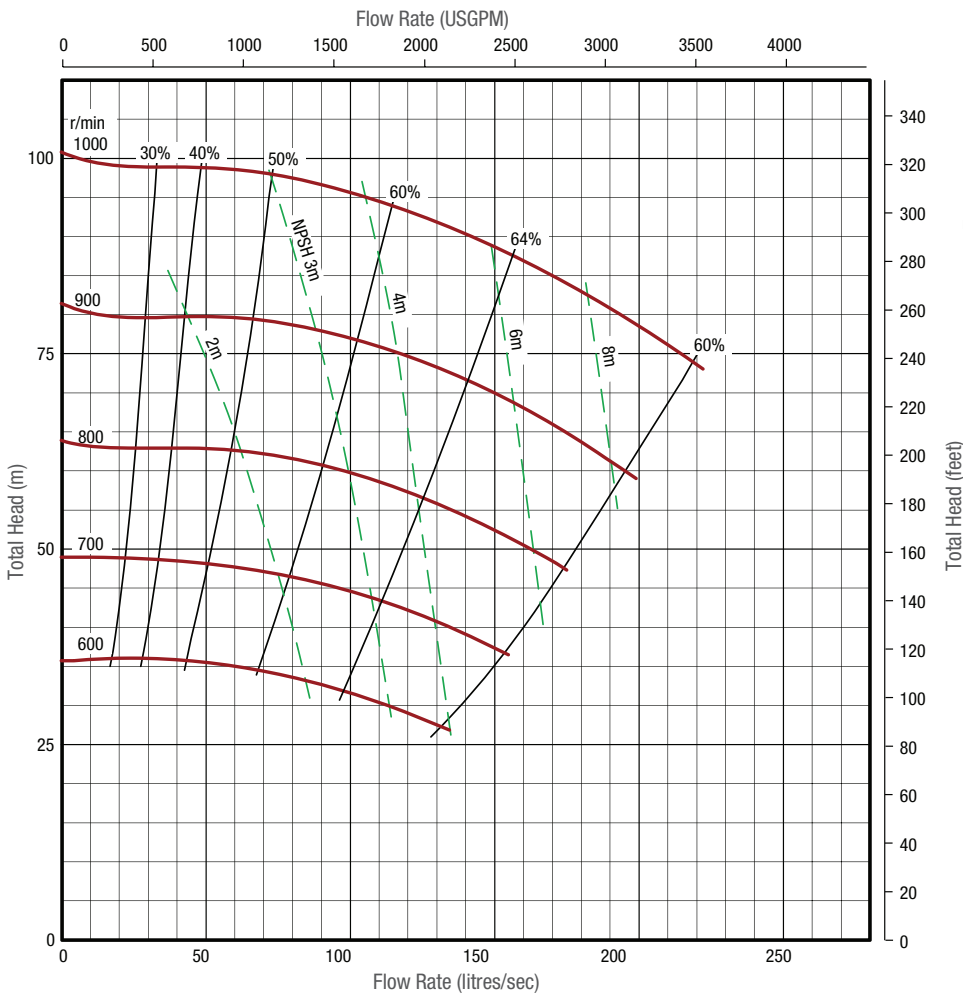 Flow Rate (USGPM)
0 500 1000 1500 2000 2500 3000 3500 4000
r/min
1000
30% 40% 50%
60%
64%
60%
NPSH 3m
4m
6m
8m
2m
900
800
700
600
100
75
50
25
0
Total Head (m)
340
320
300
280
260
240
220
200
180
160
140
120
100
80
60
40
20
0
Total Head (feet)
0 50 100 150 200 250
Flow Rate (litres/sec)